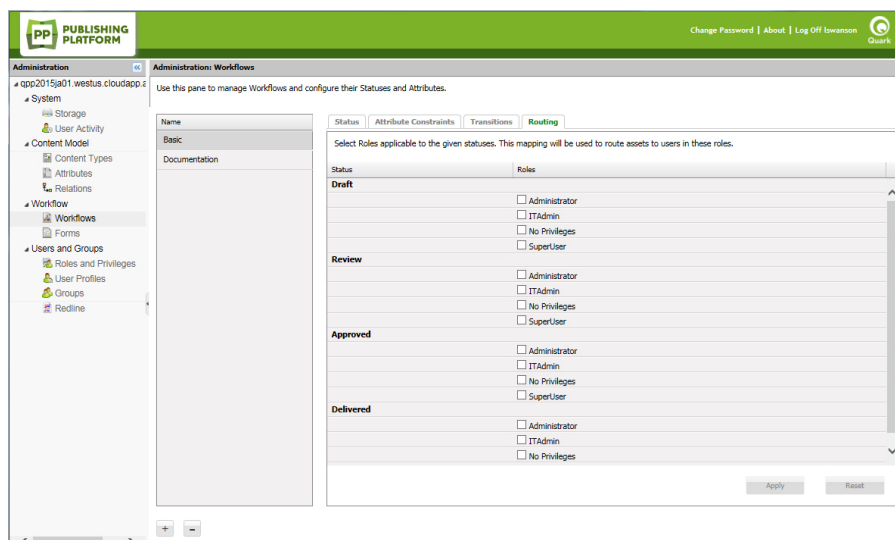 PP PUBLISHING
PLATFORM
Change Password | About | Log Off lswanson
Quark
Administration
Administration: Workflows
qpp2015ja01.westus.cloudapp.a
System
Storage
User Activity
Content Model
Content Types
Attributes
Relations
Workflow
Workflows
Forms
Users and Groups
Roles and Privileges
User Profiles
Groups
Redline
Use this pane to manage Workflows and configure their Statuses and Attributes.
Name
Basic
Documentation
Status Attribute Constraints Transitions Routing
Select Roles applicable to the given statuses. This mapping will be used to route assets to users in these roles.
Status Roles
Draft
Administrator
ITAdmin
No Privileges
SuperUser
Review
Administrator
ITAdmin
No Privileges
SuperUser
Approved
Administrator
ITAdmin
No Privileges
SuperUser
Delivered
Administrator
ITAdmin
No Privileges
Apply Reset